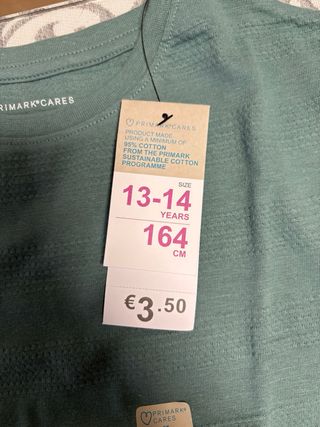 PRIMARK®CARES
PRIMARK®CARES
PRODUCT MADE
USING A MINIMUM OF
95% COTTON
FROM THE PRIMARK
SUSTAINABLE COTTON
PROGRAMME
SIZE
13-14
YEARS
164
CM
€3.50
PRIMARK®
CARES